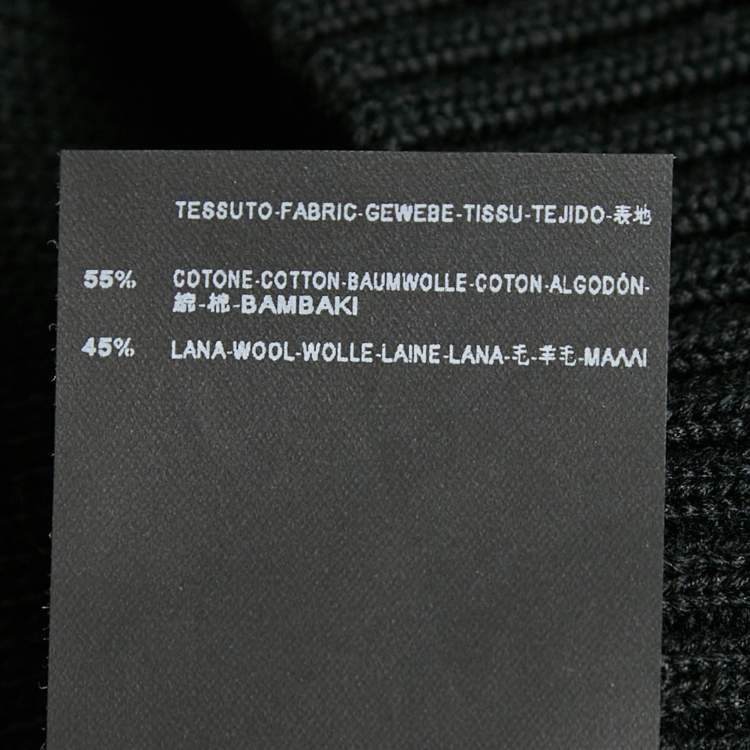 TESSUTO-FABRIC-GEWEBE-TISSU-TEJIDO-表地
55% COTONE-COTTON-BAUMWOLLE-COTON-ALGODÓN-
綿-棉-BAMBAKI
45% LANA-WOOL-WOLLE-LAINE-LANA-毛-羊毛-ΜΑΛΛΙ